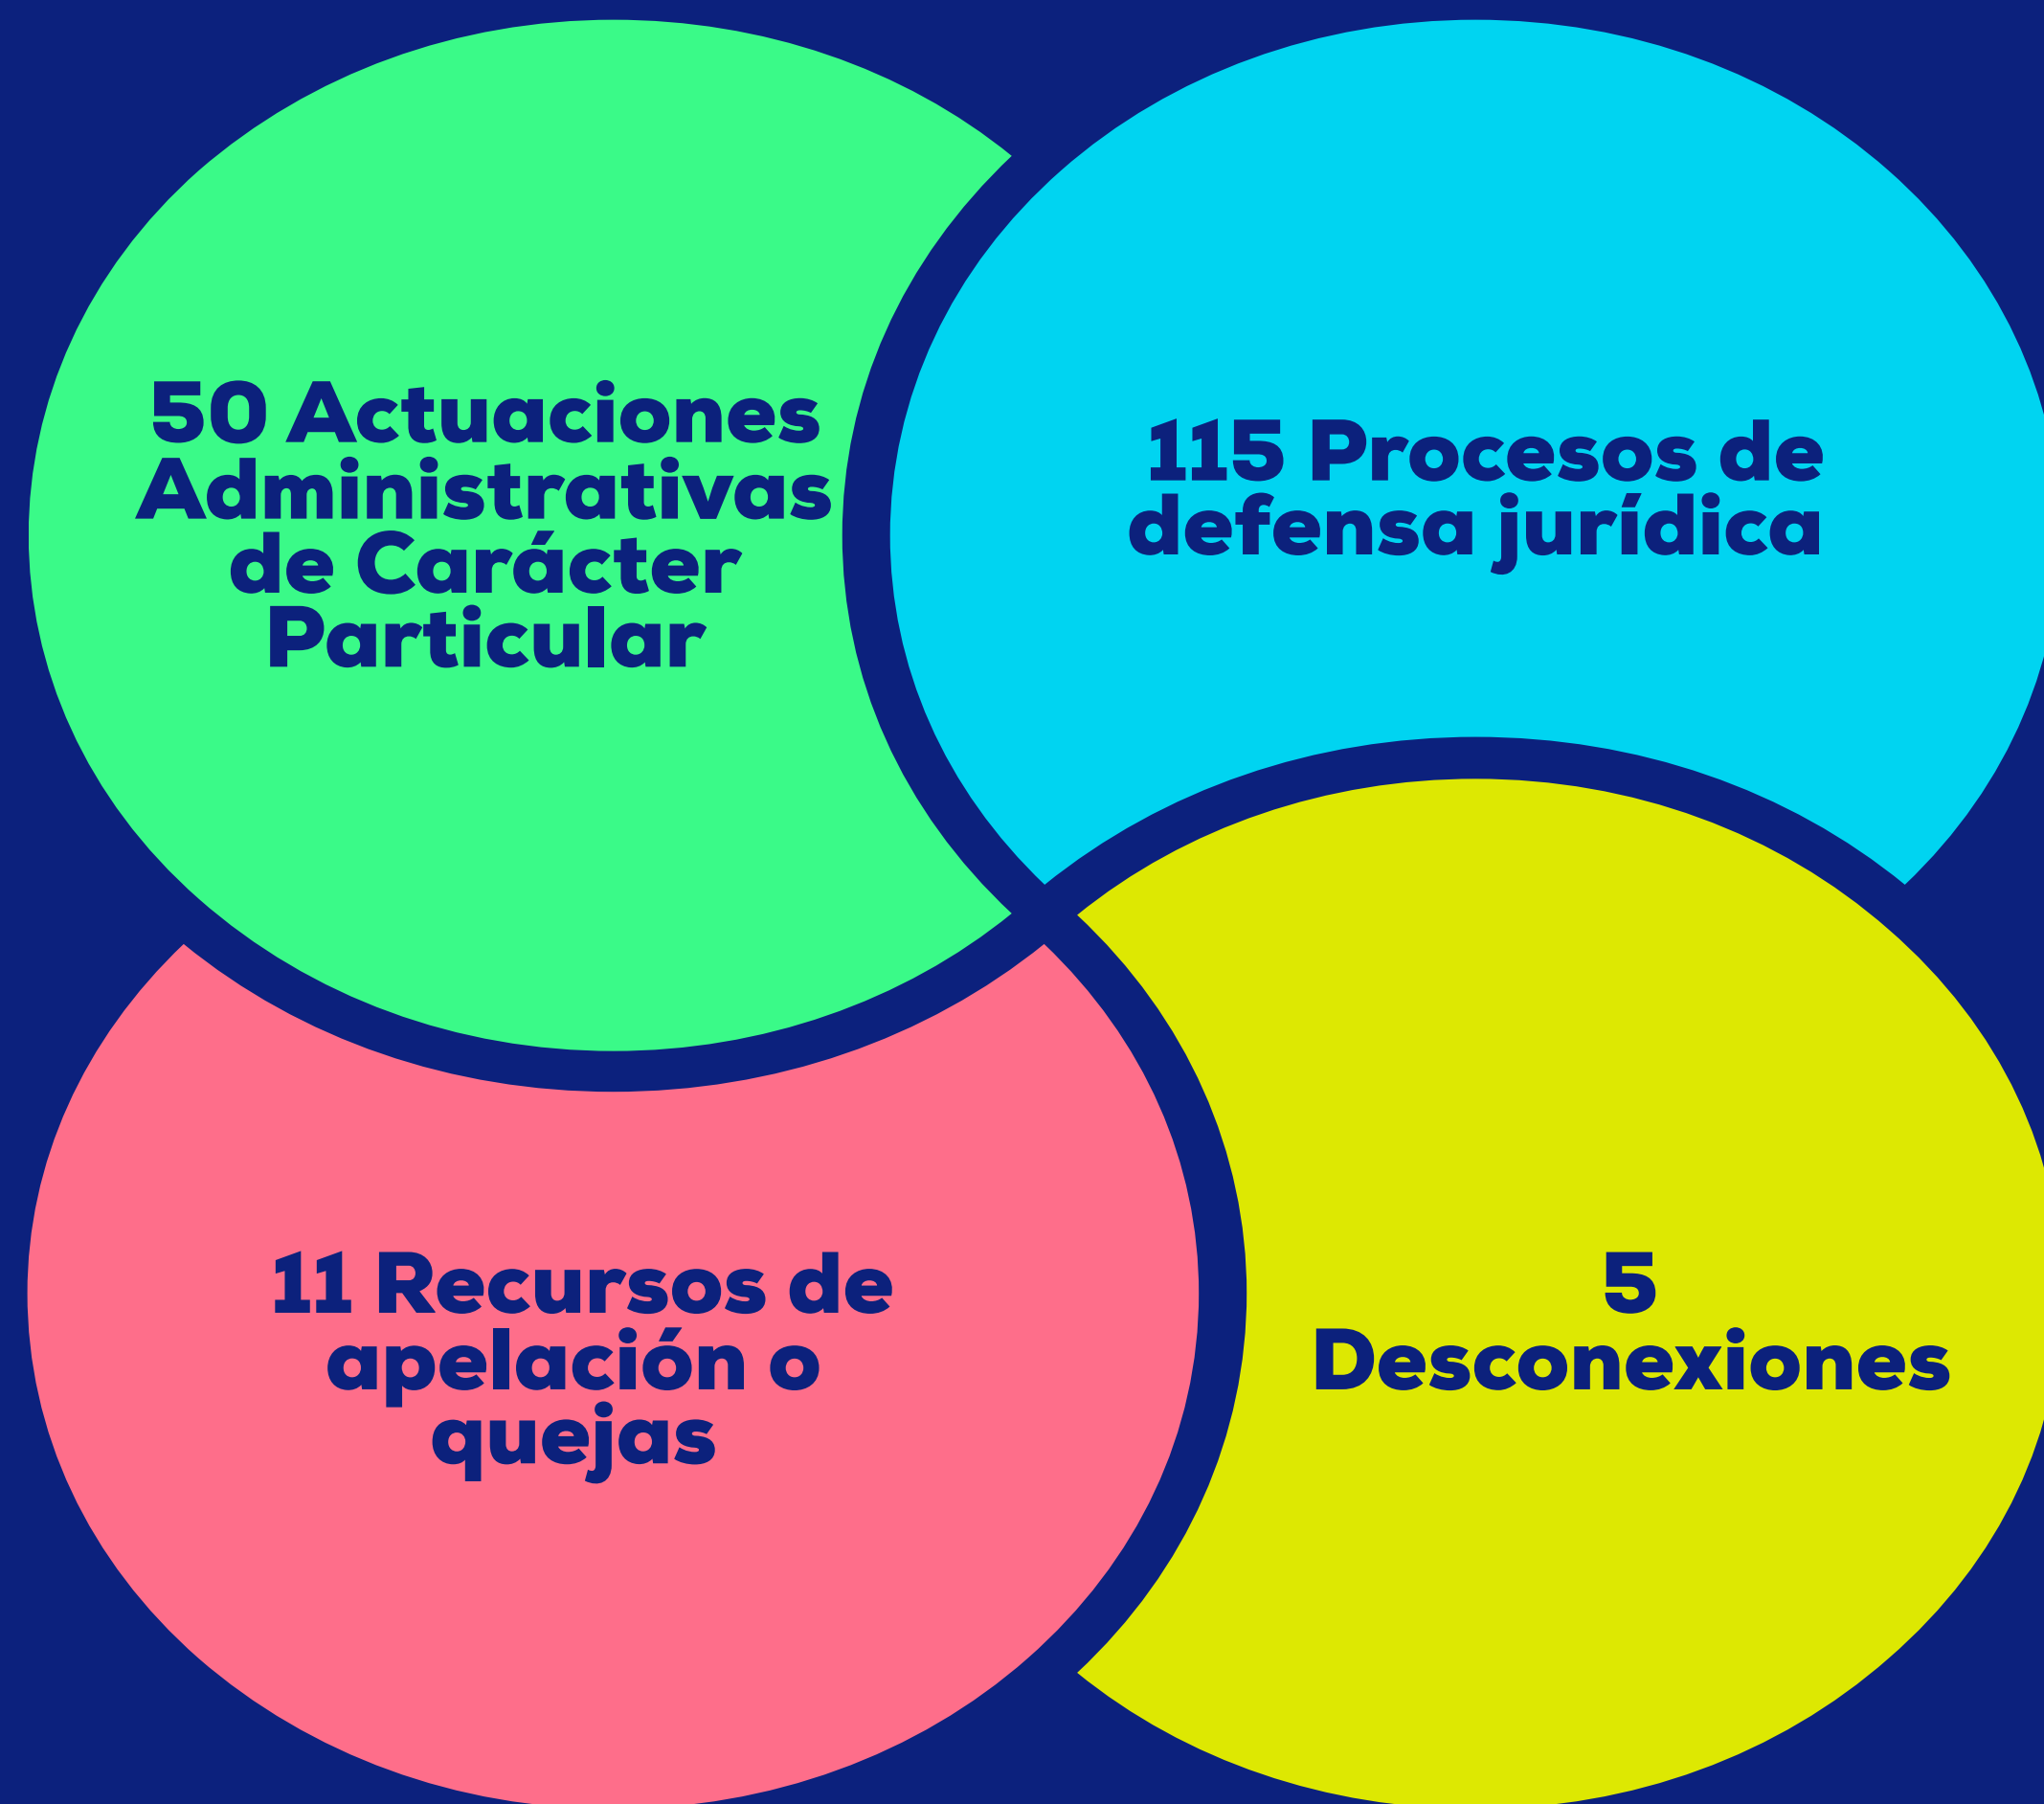 50 Actuaciones
Administrativas
de Carácter
Particular
115 Procesos de
defensa jurídica
11 Recursos de
apelación o
quejas
5
Desconexiones